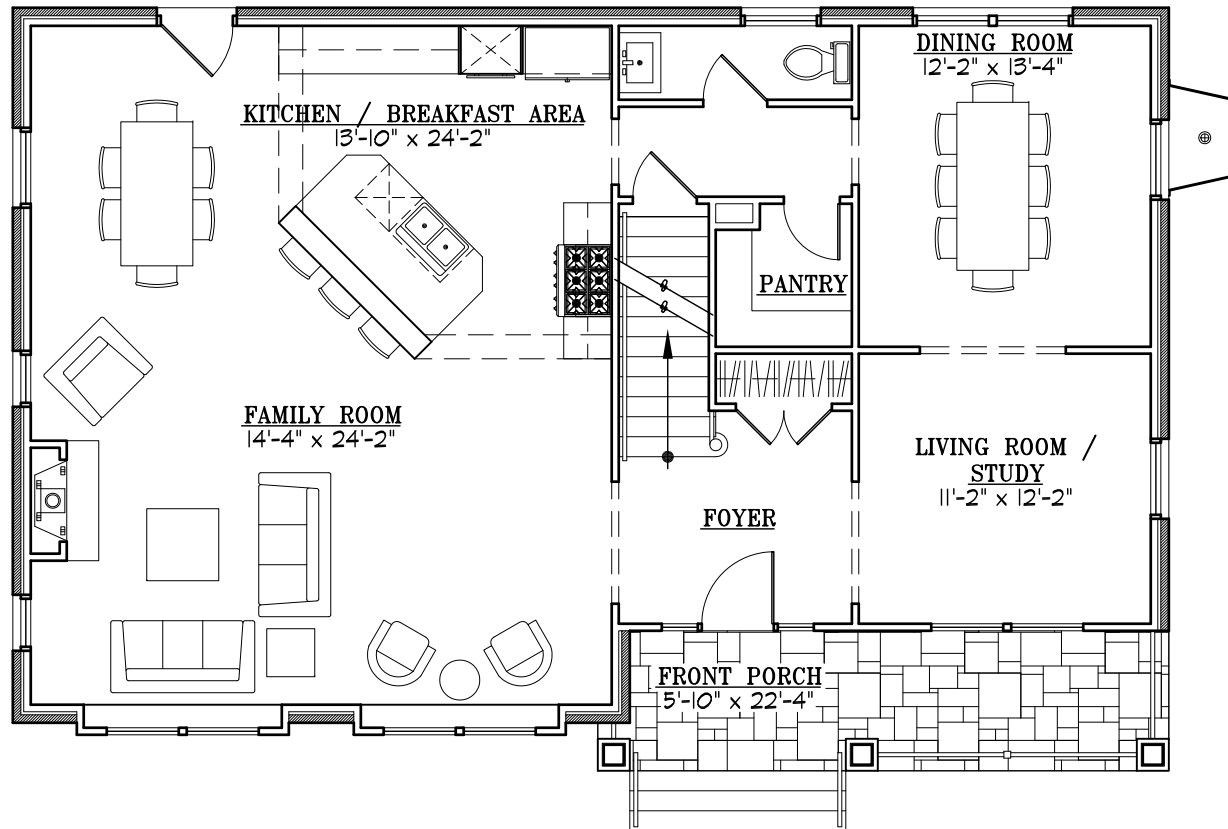 DINING ROOM
12'-2" x 13'-4"
KITCHEN / BREAKFAST AREA
13'-10" x 24'-2"
PANTRY
FAMILY ROOM
14'-4" x 24'-2"
LIVING ROOM /
STUDY
11'-2" x 12'-2"
FOYER
FRONT PORCH
5'-10" x 22'-4"